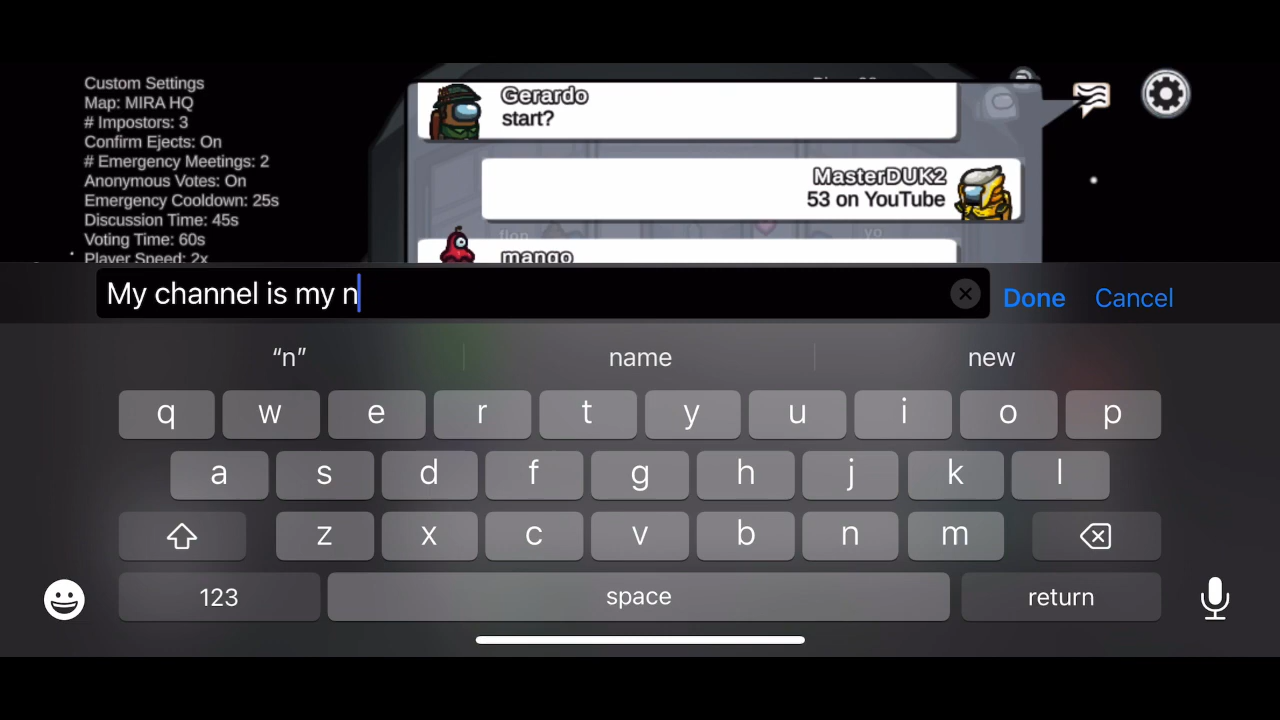 Custom Settings
Map: MIRA HQ
# Impostors: 3
Confirm Ejects: On
# Emergency Meetings: 2
Anonymous Votes: On
Emergency Cooldown: 25s
Discussion Time: 45s
Voting Time: 60s
Player Speed: 2x
Gerardo
start?
MasterDUK2
53 on YouTube
flop
yo
mango
My channel is my n
Done
Cancel
“n”
name
new
q w e r t y u i o p
a s d f g h j k l
z x c v b n m
123
space
return